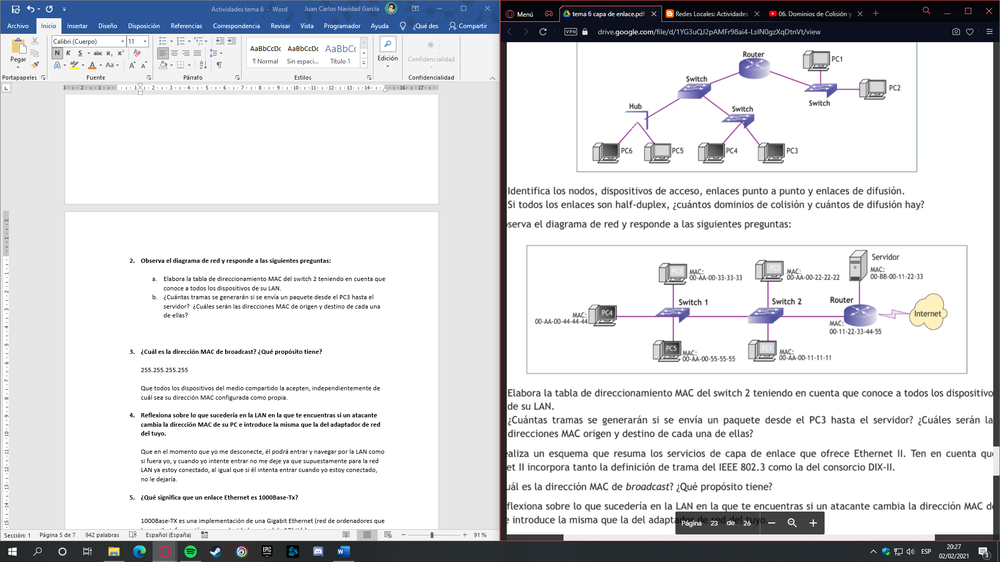 Actividades tema 6 - Word
Juan Carlos Navidad García
Archivo
Inicio
Insertar
Diseño
Disposición
Referencias
Correspondencia
Revisar
Vista
Programador
Ayuda
¿Qué des
Compartir
Pegar
Calibri (Cuerpo)
11
N K S abc x₂ x²
Aa
AaBbCcDc
AaBbCcDc
AaBbCc
¶ Normal
Sin espaci...
Título 1
Edición
Confidencialidad
Portapapeles
Fuente
Párrafo
Estilos
Confidencialidad
2. Observa el diagrama de red y responde a las siguientes preguntas:
a. Elabora la tabla de direccionamiento MAC del switch 2 teniendo en cuenta que
conoce a todos los dispositivos de su LAN.
b. ¿Cuántas tramas se generarán si se envía un paquete desde el PC3 hasta el
servidor? ¿Cuáles serán las direcciones MAC de origen y destino de cada una
de ellas?
3. ¿Cuál es la dirección MAC de broadcast? ¿Qué propósito tiene?
255.255.255.255
Que todos los dispositivos del medio compartido la acepten, independientemente de
cuál sea su dirección MAC configurada como propia.
4. Reflexiona sobre lo que sucedería en la LAN en la que te encuentras si un atacante
cambia la dirección MAC de su PC e introduce la misma que la del adaptador de red
del tuyo.
Que en el momento que yo me desconecte, él podrá entrar y navegar por la LAN como
si fuera yo, y cuando yo intente entrar no me deje ya que supuestamente para la red
LAN ya estoy conectado, al igual que si él intenta entrar cuando yo estoy conectado,
no le dejaría.
5. ¿Qué significa que un enlace Ethernet es 1000Base-Tx?
1000Base-TX es una implementación de una Gigabit Ethernet (red de ordenadores que
Sección: 1
Página 5 de 7
942 palabras
Español (España)
91 %
Menú
tema 6 capa de enlace.pdf
Redes Locales: Actividades
06. Dominios de Colisión y
VPN
drive.google.com/file/d/1YG3uQJ2pAMFr98ai4-LslN0gzXqDtnVt/view
Router
PC1
Switch
PC2
Switch
Hub
Switch
PC6
PC5
PC4
PC3
Identifica los nodos, dispositivos de acceso, enlaces punto a punto y enlaces de difusión.
Si todos los enlaces son half-duplex, ¿cuántos dominios de colisión y cuántos de difusión hay?
serva el diagrama de red y responde a las siguientes preguntas:
Servidor
MAC:
00-BB-00-11-22-33
PC3
MAC:
00-AA-00-33-33-33
PC2
MAC:
00-AA-00-22-22-22
Switch 1
Switch 2
Router
Internet
PC4
MAC:
00-AA-00-44-44-44
MAC:
00-11-22-33-44-55
PC5
MAC:
00-AA-00-55-55-55
PC1
MAC:
00-AA-00-11-11-11
Elabora la tabla de direccionamiento MAC del switch 2 teniendo en cuenta que conoce a todos los dispositivo
de su LAN.
¿Cuántas tramas se generarán si se envía un paquete desde el PC3 hasta el servidor? ¿Cuáles serán la
direcciones MAC origen y destino de cada una de ellas?
aliza un esquema que resuma los servicios de capa de enlace que ofrece Ethernet II. Ten en cuenta qu
et II incorpora tanto la definición de trama del IEEE 802.3 como la del consorcio DIX-II.
uál es la dirección MAC de broadcast? ¿Qué propósito tiene?
flexiona sobre lo que sucedería en la LAN en la que te encuentras si un atacante cambia la dirección MAC d
e introduce la misma que la del adaptador de red del tuyo.
Página 23 de 26
EPIC GAMES
ESP
20:27
02/02/2021
3